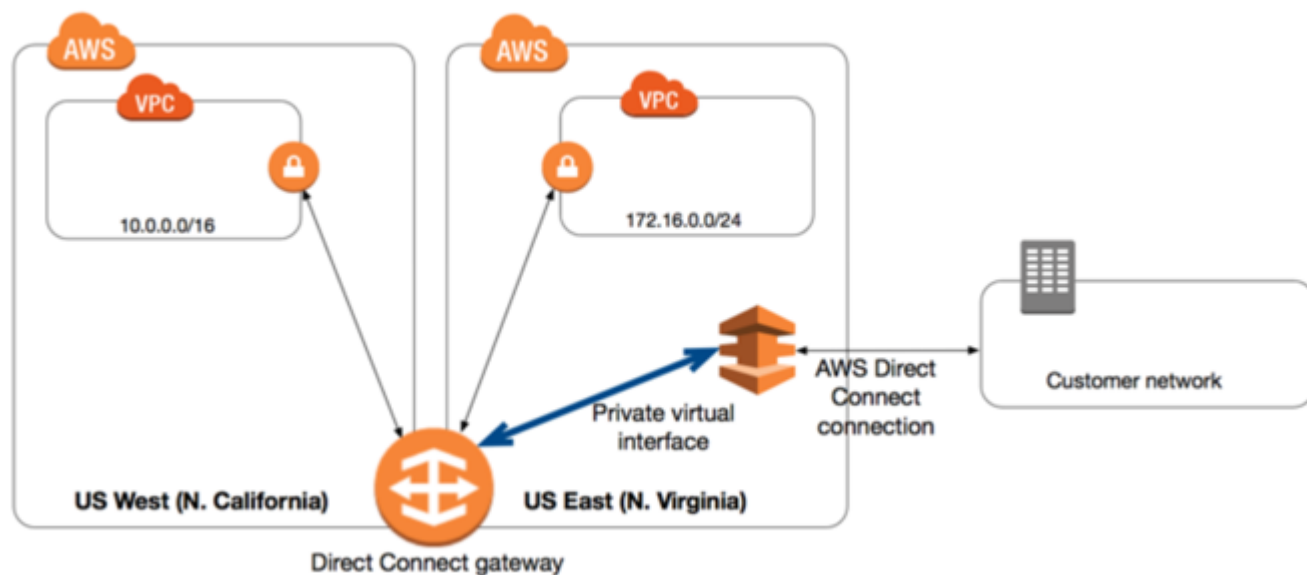 AWS
AWS
VPC
VPC
10.0.0.0/16
172.16.0.0/24
AWS Direct
Connect
connection
Customer network
Private virtual
interface
US West (N. California)
US East (N. Virginia)
Direct Connect gateway